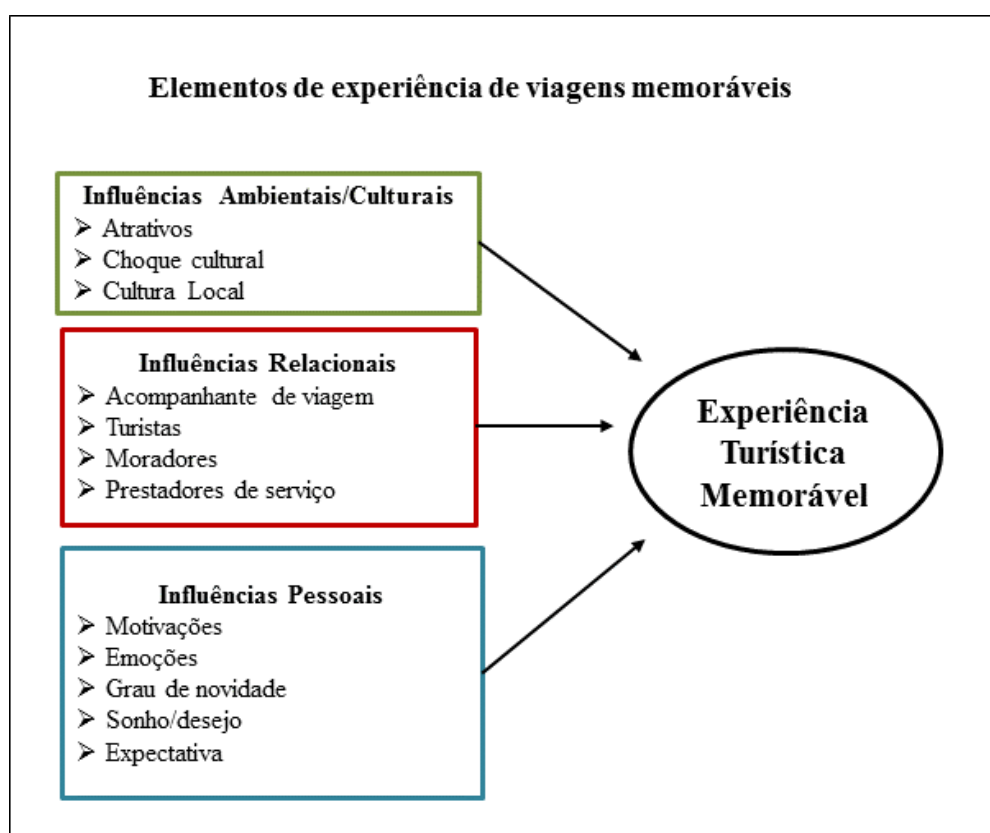 Elementos de experiência de viagens memoráveis
Influências Ambientais/Culturais
➢ Atrativos
➢ Choque cultural
➢ Cultura Local
Influências Relacionais
➢ Acompanhante de viagem
➢ Turistas
➢ Moradores
➢ Prestadores de serviço
Influências Pessoais
➢ Motivações
➢ Emoções
➢ Grau de novidade
➢ Sonho/desejo
➢ Expectativa
Experiência
Turística
Memorável